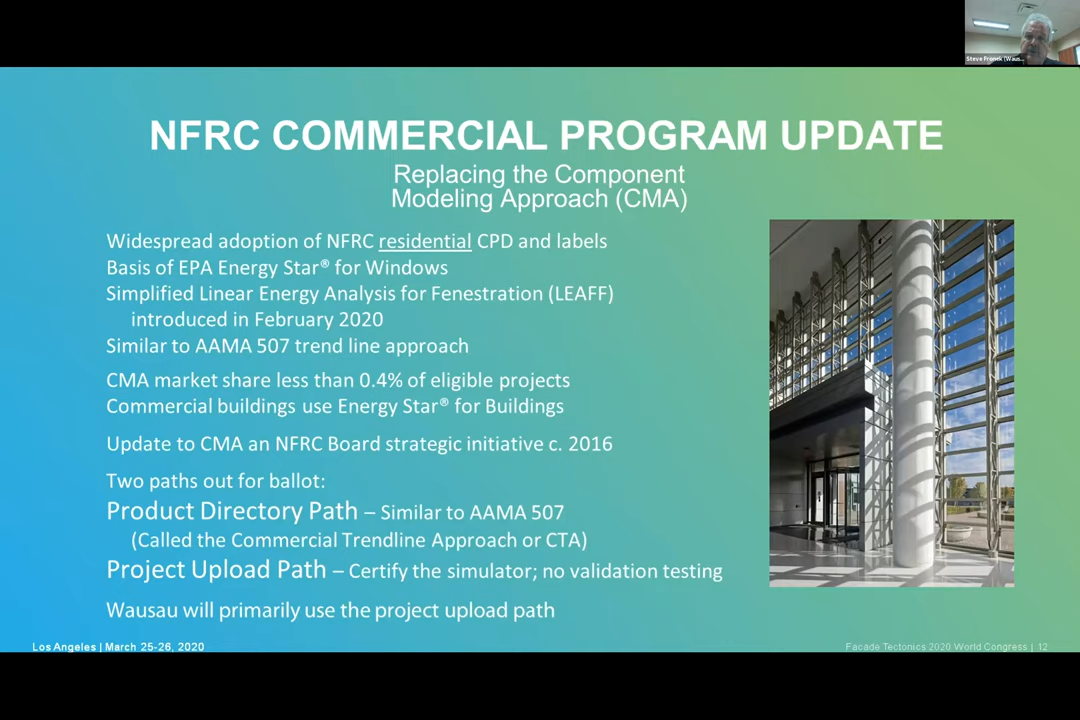 Steve Fronek (Waus...
NFRC COMMERCIAL PROGRAM UPDATE
Replacing the Component
Modeling Approach (CMA)
Widespread adoption of NFRC residential CPD and labels
Basis of EPA Energy Star® for Windows
Simplified Linear Energy Analysis for Fenestration (LEAFF)
introduced in February 2020
Similar to AAMA 507 trend line approach
CMA market share less than 0.4% of eligible projects
Commercial buildings use Energy Star® for Buildings
Update to CMA an NFRC Board strategic initiative c. 2016
Two paths out for ballot:
Product Directory Path – Similar to AAMA 507
(Called the Commercial Trendline Approach or CTA)
Project Upload Path – Certify the simulator; no validation testing
Wausau will primarily use the project upload path
Los Angeles | March 25-26, 2020
Facade Tectonics 2020 World Congress | 12